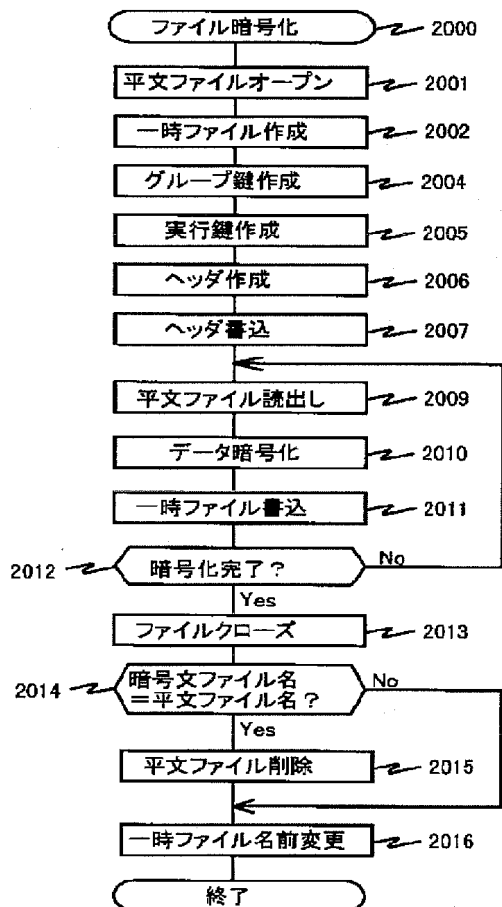 ファイル暗号化
2000
平文ファイルオープン
2001
一時ファイル作成
2002
グループ鍵作成
2004
実行鍵作成
2005
ヘッダ作成
2006
ヘッダ書込
2007
平文ファイル読出し
2009
データ暗号化
2010
一時ファイル書込
2011
2012
暗号化完了?
No
Yes
ファイルクローズ
2013
2014
暗号文ファイル名
=平文ファイル名?
No
Yes
平文ファイル削除
2015
一時ファイル名前変更
2016
終了